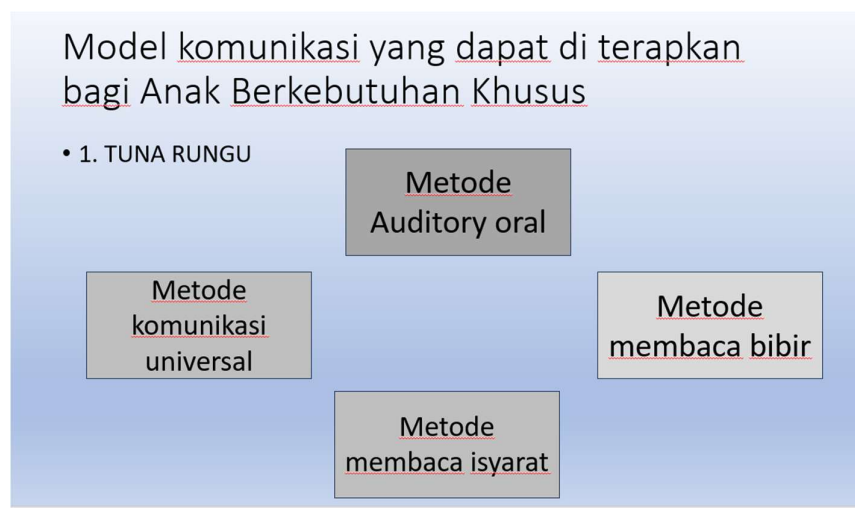 Model komunikasi yang dapat di terapkan
bagi Anak Berkebutuhan Khusus
• 1. TUNA RUNGU
Metode
Auditory oral
Metode
komunikasi
universal
Metode
membaca bibir
Metode
membaca isyarat